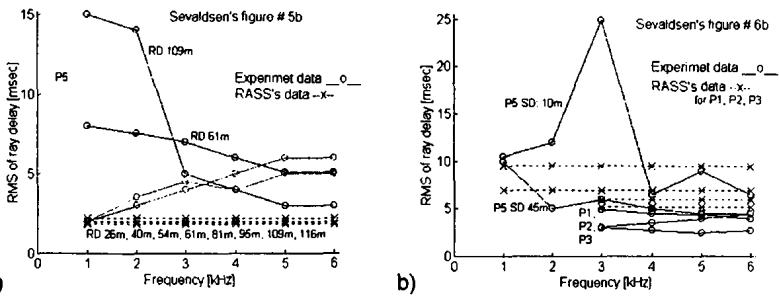 Sevaldsen's figure # 5b
RMS of ray delay [msec]
15
10
5
0
P5
RD 109m
Experimet data __o__
RASS's data --x--
RD 61m
RD 26m, 40m, 54m, 61m, 81m, 95m, 109m, 116m
0 1 2 3 4 5 6
Frequency [kHz]
)
Sevaldsen's figure # 6b
RMS of ray delay [msec]
25
20
15
10
5
0
Experimet data __o__
RASS's data --x--
for P1, P2, P3
P5 SD: 10m
P5 SD 45m
P1,
P2,
P3
0 1 2 3 4 5 6
Frequency [kHz]
b)